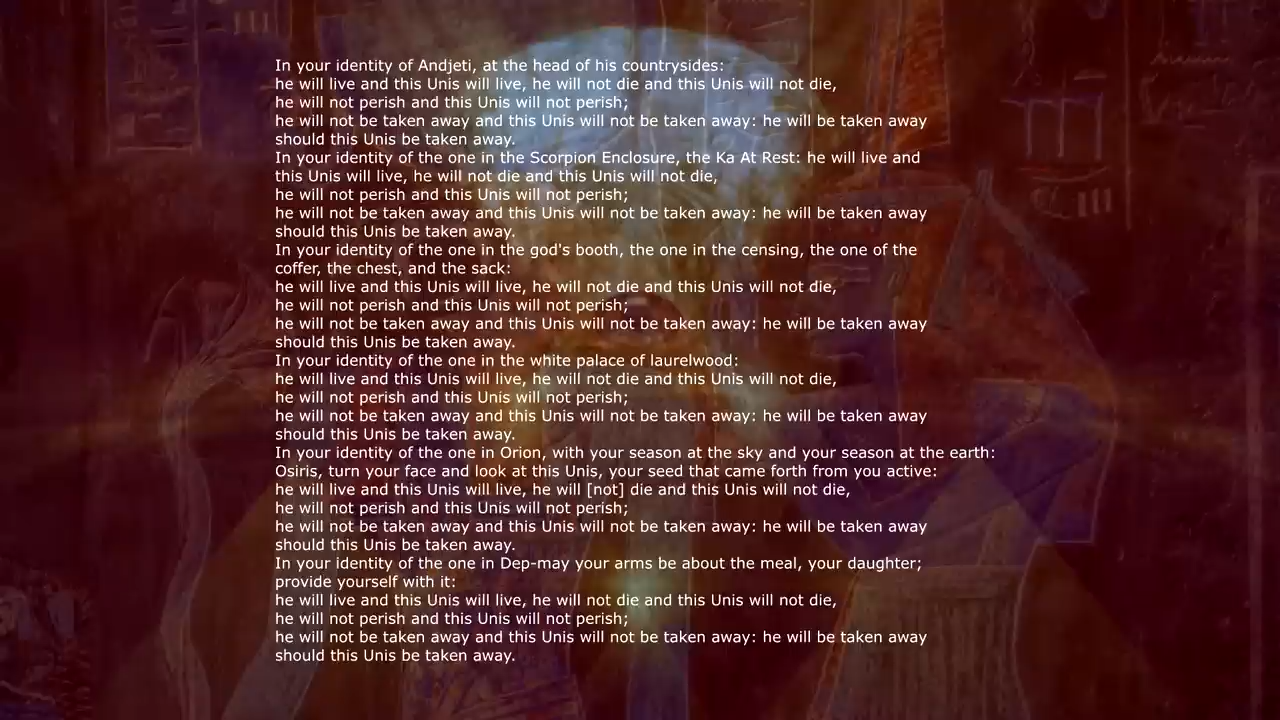 In your identity of Andjeti, at the head of his countrysides:
he will live and this Unis will live, he will not die and this Unis will not die,
he will not perish and this Unis will not perish;
he will not be taken away and this Unis will not be taken away: he will be taken away
should this Unis be taken away.
In your identity of the one in the Scorpion Enclosure, the Ka At Rest: he will live and
this Unis will live, he will not die and this Unis will not die,
he will not perish and this Unis will not perish;
he will not be taken away and this Unis will not be taken away: he will be taken away
should this Unis be taken away.
In your identity of the one in the god's booth, the one in the censing, the one of the
coffer, the chest, and the sack:
he will live and this Unis will live, he will not die and this Unis will not die,
he will not perish and this Unis will not perish;
he will not be taken away and this Unis will not be taken away: he will be taken away
should this Unis be taken away.
In your identity of the one in the white palace of laurelwood:
he will live and this Unis will live, he will not die and this Unis will not die,
he will not perish and this Unis will not perish;
he will not be taken away and this Unis will not be taken away: he will be taken away
should this Unis be taken away.
In your identity of the one in Orion, with your season at the sky and your season at the earth:
Osiris, turn your face and look at this Unis, your seed that came forth from you active:
he will live and this Unis will live, he will [not] die and this Unis will not die,
he will not perish and this Unis will not perish;
he will not be taken away and this Unis will not be taken away: he will be taken away
should this Unis be taken away.
In your identity of the one in Dep-may your arms be about the meal, your daughter;
provide yourself with it:
he will live and this Unis will live, he will not die and this Unis will not die,
he will not perish and this Unis will not perish;
he will not be taken away and this Unis will not be taken away: he will be taken away
should this Unis be taken away.